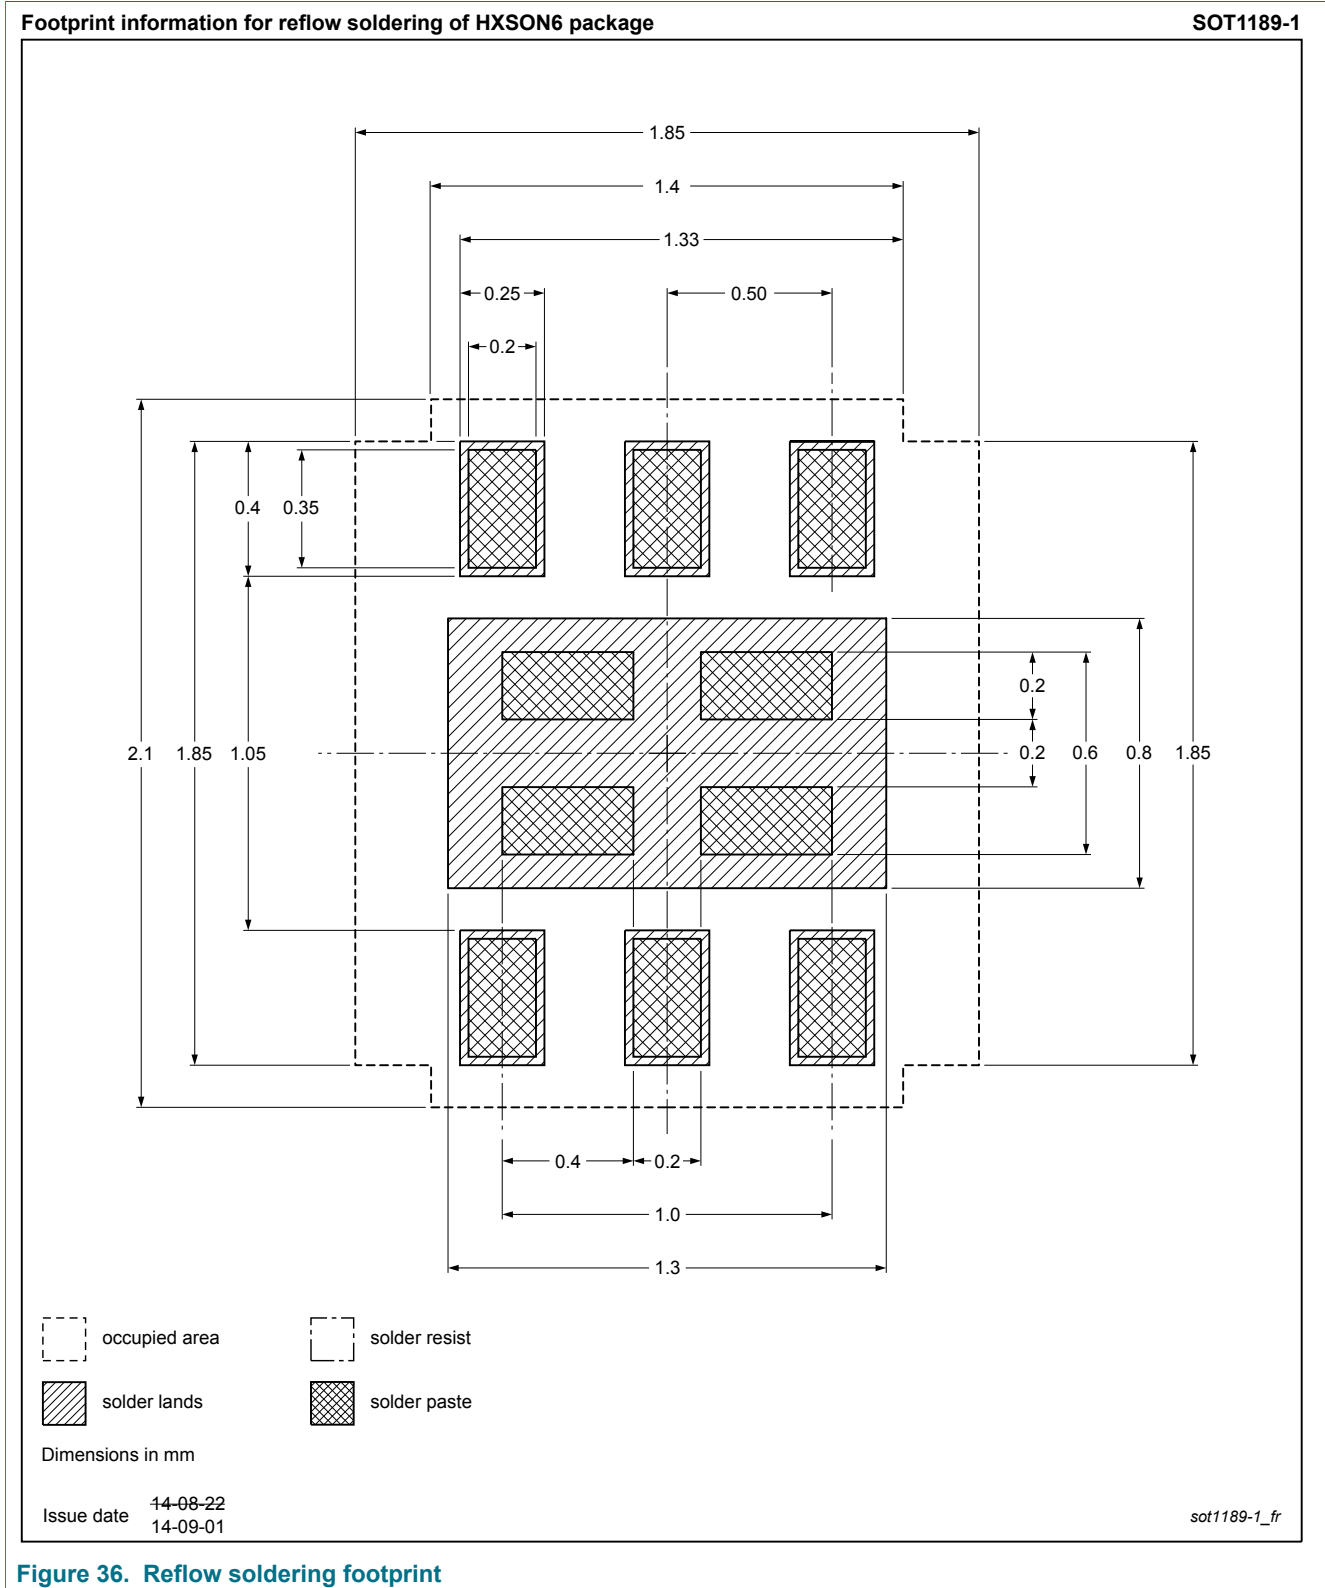 Footprint information for reflow soldering of HXSON6 package SOT1189-1
1.85
1.4
1.33
0.25 0.50
0.2
0.4 0.35
0.2
2.1 1.85 1.05 0.2 0.6 0.8 1.85
0.4 0.2
1.0
1.3
occupied area solder resist
solder lands solder paste
Dimensions in mm
Issue date 14-08-22
14-09-01
sot1189-1_fr
Figure 36. Reflow soldering footprint